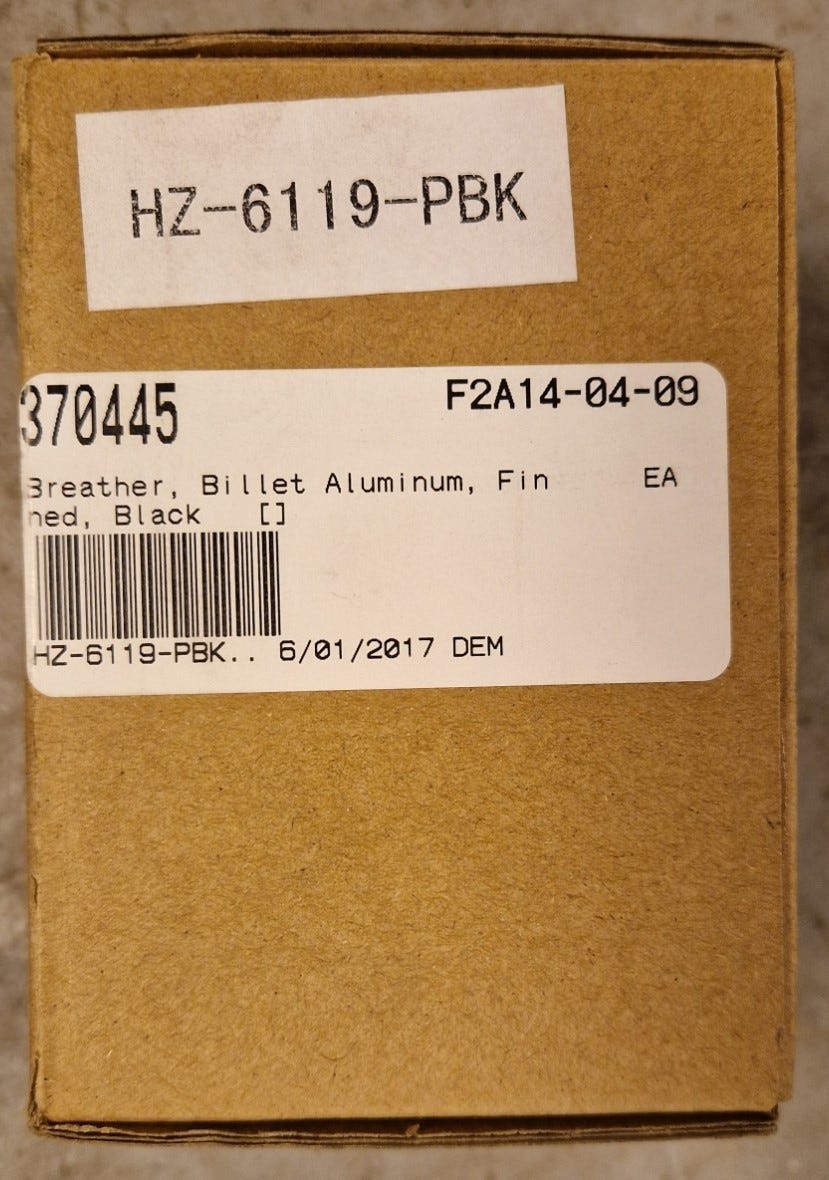 HZ-6119-PBK
370445 F2A14-04-09
Breather, Billet Aluminum, Fin EA
ned, Black []
HZ-6119-PBK.. 6/01/2017 DEM